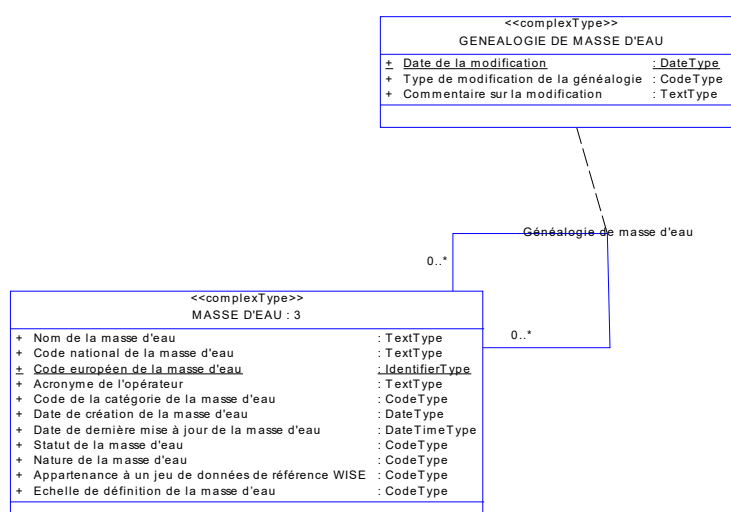 <<complexType>>
GENEALOGIE DE MASSE D'EAU
+ Date de la modification : DateType
+ Type de modification de la généalogie : CodeType
+ Commentaire sur la modification : TextType
Généalogie de masse d'eau
0..*
<<complexType>>
MASSE D'EAU : 3
0..*
+ Nom de la masse d'eau : TextType
+ Code national de la masse d'eau : TextType
+ Code européen de la masse d'eau : IdentifierType
+ Acronyme de l'opérateur : TextType
+ Code de la catégorie de la masse d'eau : CodeType
+ Date de création de la masse d'eau : DateType
+ Date de dernière mise à jour de la masse d'eau : DateTimeType
+ Statut de la masse d'eau : CodeType
+ Nature de la masse d'eau : CodeType
+ Appartenance à un jeu de données de référence WISE : CodeType
+ Echelle de définition de la masse d'eau : CodeType